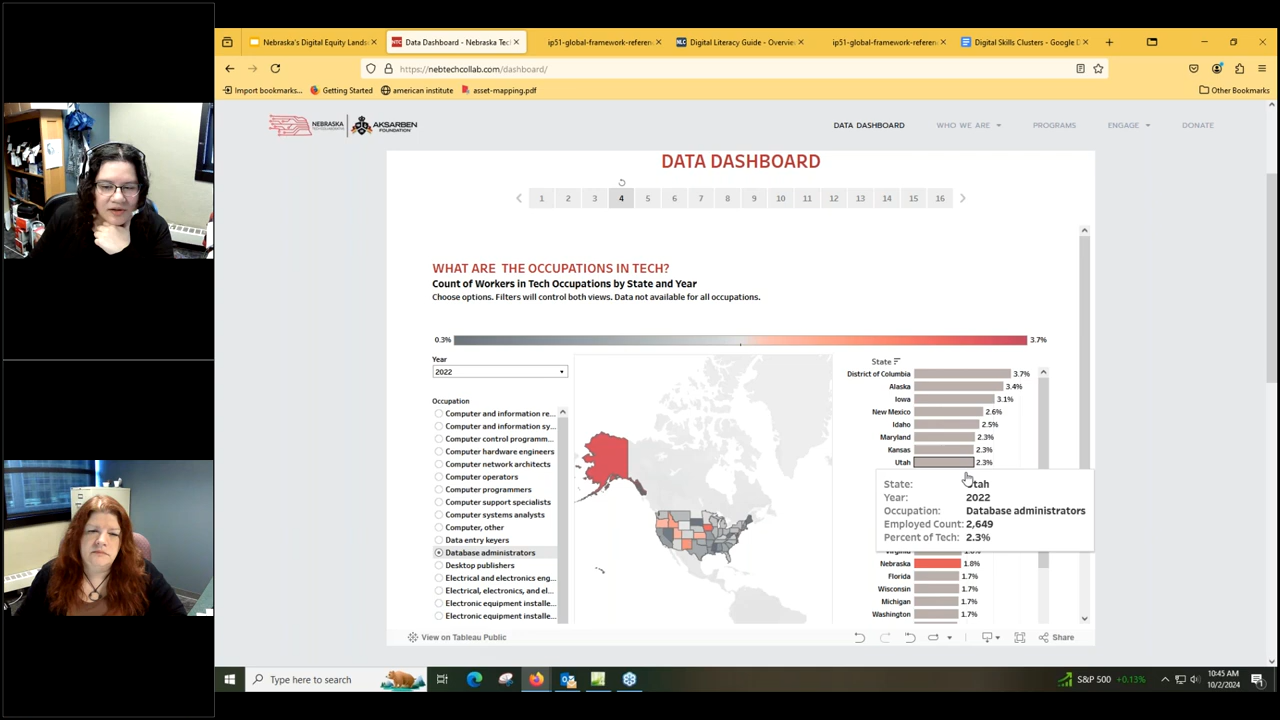 Nebraska's Digital Equity Lands
Data Dashboard - Nebraska Tec
ip51-global-framework-referen
Digital Literacy Guide - Overview
ip51-global-framework-referen
Digital Skills Clusters - Google D
https://nebtechcollab.com/dashboard/
Import bookmarks...
Getting Started
american institute
asset-mapping.pdf
Other Bookmarks
NEBRASKA
AKSARBEN
FOUNDATION
DATA DASHBOARD
WHO WE ARE
PROGRAMS
ENGAGE
DONATE
DATA DASHBOARD
1 2 3 4 5 6 7 8 9 10 11 12 13 14 15 16
WHAT ARE THE OCCUPATIONS IN TECH?
Count of Workers in Tech Occupations by State and Year
Choose options. Filters will control both views. Data not available for all occupations.
0.3%
3.7%
Year
2022
Occupation
Computer and information re...
Computer and information sy...
Computer control programm...
Computer hardware engineers
Computer network architects
Computer operators
Computer programmers
Computer support specialists
Computer systems analysts
Computer, other
Data entry keyers
Database administrators
Desktop publishers
Electrical and electronics eng...
Electrical, electronics, and el...
Electronic equipment installe...
Electronic equipment installe...
State
District of Columbia 3.7%
Alaska 3.4%
Iowa 3.1%
New Mexico 2.6%
Idaho 2.5%
Maryland 2.3%
Kansas 2.3%
Utah 2.3%
State: Utah
Year: 2022
Occupation: Database administrators
Employed Count: 2,649
Percent of Tech: 2.3%
Nebraska 1.8%
Florida 1.7%
Wisconsin 1.7%
Michigan 1.7%
Washington 1.7%
View on Tableau Public
Share
Type here to search
S&P 500 +0.13%
10:45 AM
10/2/2024